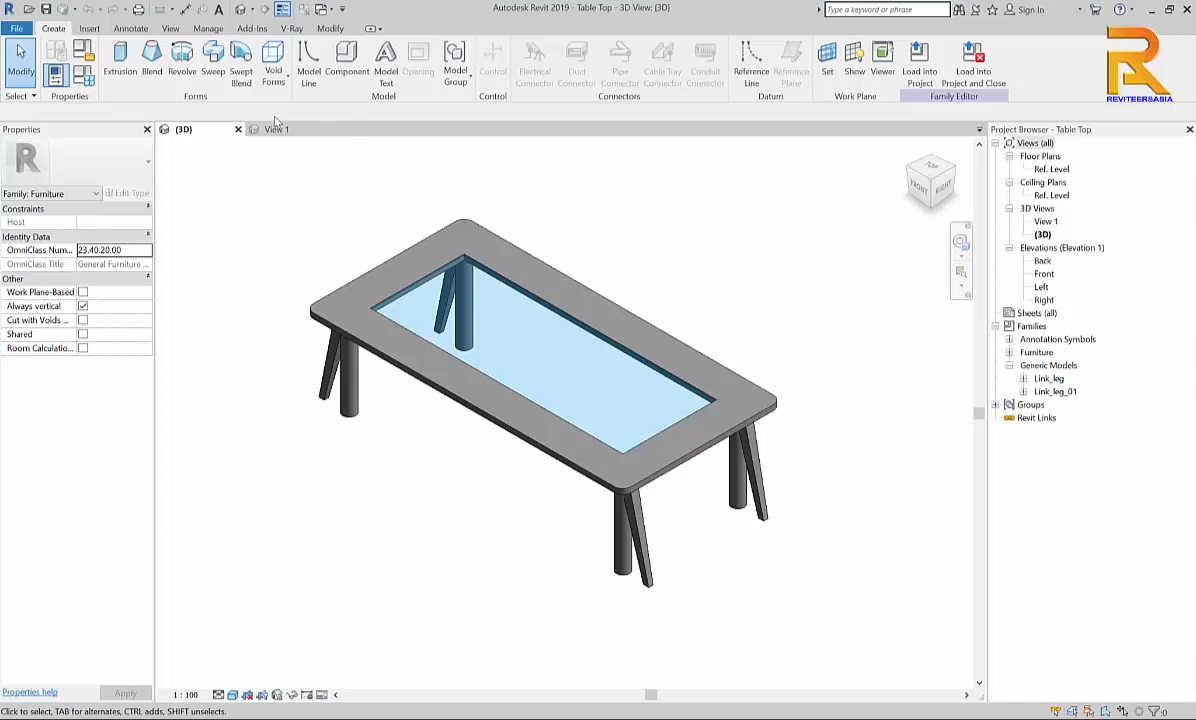 Autodesk Revit 2019 - Table Top - 3D View: {3D}
Type a keyword or phrase
Sign In
File Create Insert Annotate View Manage Add-Ins V-Ray Modify
Modify
Extrusion Blend Revolve Sweep Swept Blend Void Forms
Model Line Component Model Text Opening Model Group
Control
Electrical Connector Duct Connector Pipe Connector Cable Tray Connector Conduit Connector
Reference Line Reference Plane
Set Show Viewer
Load into Project Load into Project and Close
Select Properties Forms Model Control Connectors Datum Work Plane Family Editor
REVITEERSASIA
Properties
{3D}
View 1
Project Browser - Table Top
R
Family: Furniture
Edit Type
Constraints
Host
Identity Data
OmniClass Num... 23.40.20.00
OmniClass Title General Furniture ...
Other
Work Plane-Based
Always vertical
Cut with Voids ...
Shared
Room Calculatio...
Properties help
Apply
TOP
FRONT
RIGHT
Views (all)
Floor Plans
Ref. Level
Ceiling Plans
Ref. Level
3D Views
View 1
{3D}
Elevations (Elevation 1)
Back
Front
Left
Right
Sheets (all)
Families
Annotation Symbols
Furniture
Generic Models
Link_leg
Link_leg_01
Groups
Revit Links
1 : 100
Click to select, TAB for alternates, CTRL adds, SHIFT unselects.
:0